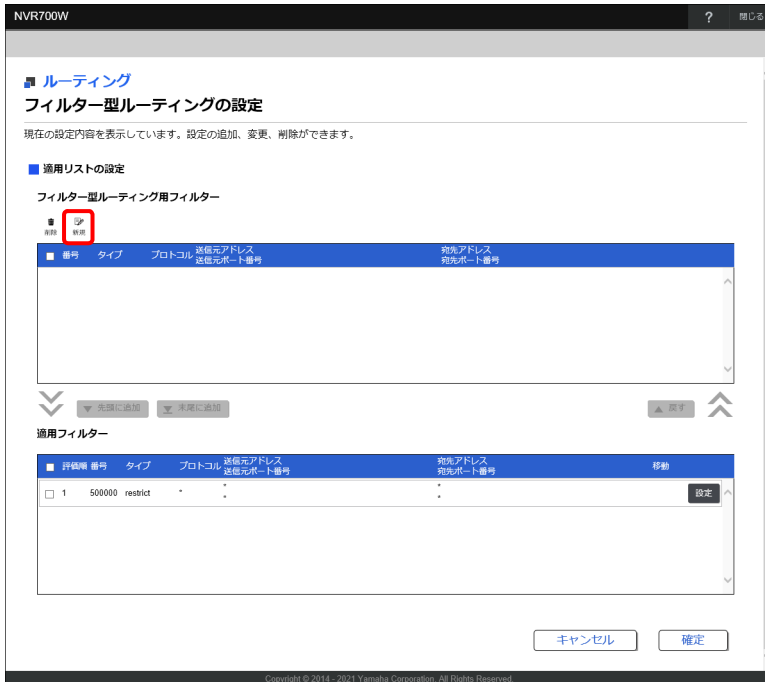 NVR700W ? 閉じる
ルーティング
フィルター型ルーティングの設定
現在の設定内容を表示しています。設定の追加、変更、削除ができます。
適用リストの設定
フィルター型ルーティング用フィルター
削除 新規
番号 タイプ プロトコル 送信元アドレス 宛先アドレス
送信元ポート番号 宛先ポート番号
先頭に追加 末尾に追加 戻す
適用フィルター
評価順 番号 タイプ プロトコル 送信元アドレス 宛先アドレス 移動
送信元ポート番号 宛先ポート番号
1 500000 restrict * * * 設定
* *
キャンセル 確定
Copyright © 2014 - 2021 Yamaha Corporation. All Rights Reserved.